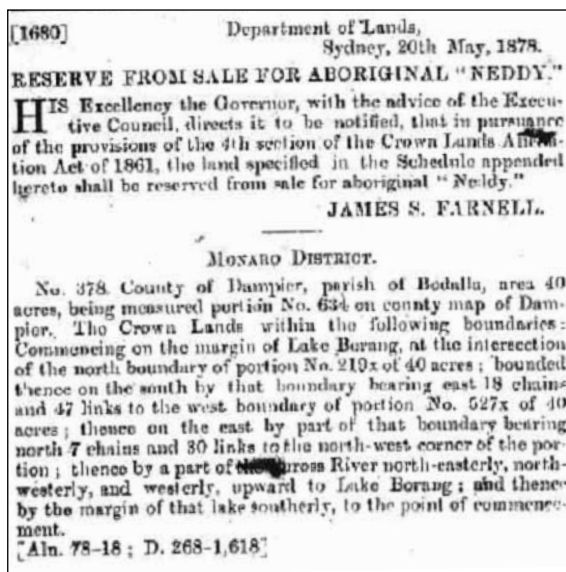 [1680]
Department of Lands,
Sydney, 20th May, 1878.
RESERVE FROM SALE FOR ABORIGINAL "NEDDY."
HIS Excellency the Governor, with the advice of the Execu-
tive Council, directs it to be notified, that in pursuance
of the provisions of the 4th section of the Crown Lands Aliena-
tion Act of 1861, the land specified in the Schedule appended
hereto shall be reserved from sale for aboriginal "Neddy."
JAMES S. FARNELL.
MONARO DISTRICT.
No. 378. County of Dampier, parish of Bodalla, area 40
acres, being measured portion No. 634 on county map of Dam-
pier. The Crown Lands within the following boundaries:
Commencing on the margin of Lake Borang, at the intersection
of the north boundary of portion No. 219x of 40 acres; bounded
thence on the south by that boundary bearing east 18 chains
and 47 links to the west boundary of portion No. 527x of 40
acres; thence on the east by part of that boundary bearing
north 7 chains and 30 links to the north-west corner of the por-
tion; thence by a part of River north-easterly, north-
westerly, and westerly, upward to Lake Borang; and thence
by the margin of that lake southerly, to the point of commence-
ment.
[Aln. 78-18; D. 268-1,618]